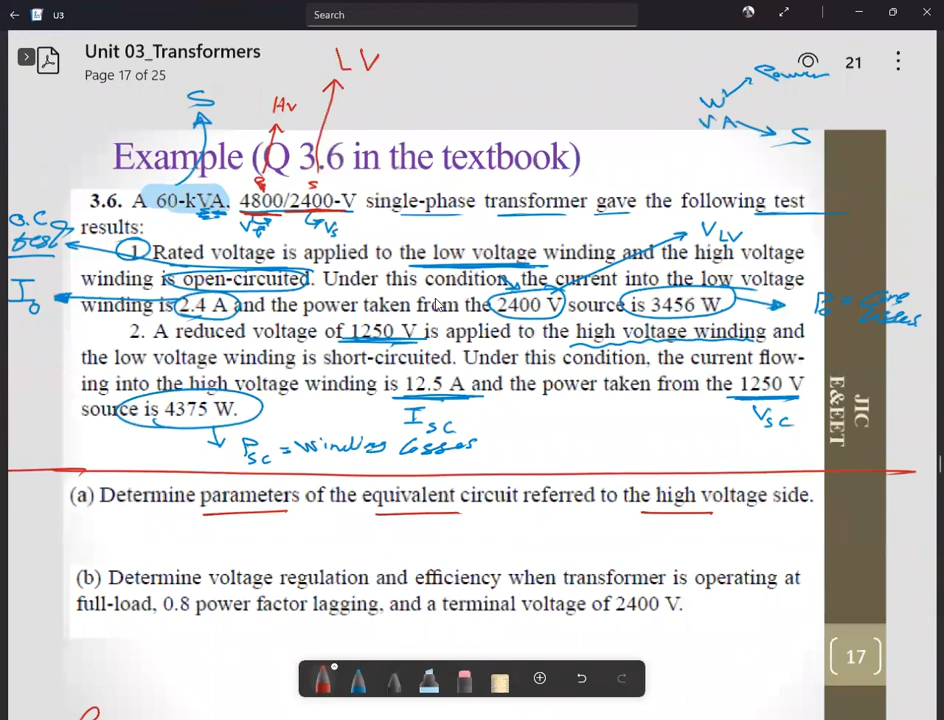 U3
Search
Unit 03_Transformers
Page 17 of 25
21
LV
S
Hv
W → Power
VA → S
Example (Q 3.6 in the textbook)
P
S
3.6. A 60-kVA, 4800/2400-V single-phase transformer gave the following test
results:
O.C
test
Vs
VLV
1. Rated voltage is applied to the low voltage winding and the high voltage
winding is open-circuited. Under this condition, the current into the low voltage
winding is 2.4 A and the power taken from the 2400 V source is 3456 W.
I0
= Core
losses
2. A reduced voltage of 1250 V is applied to the high voltage winding and
the low voltage winding is short-circuited. Under this condition, the current flow-
ing into the high voltage winding is 12.5 A and the power taken from the 1250 V
source is 4375 W.
ISC
VSC
PSC = Winding losses
JIC
E&EET
(a) Determine parameters of the equivalent circuit referred to the high voltage side.
(b) Determine voltage regulation and efficiency when transformer is operating at
full-load, 0.8 power factor lagging, and a terminal voltage of 2400 V.
17